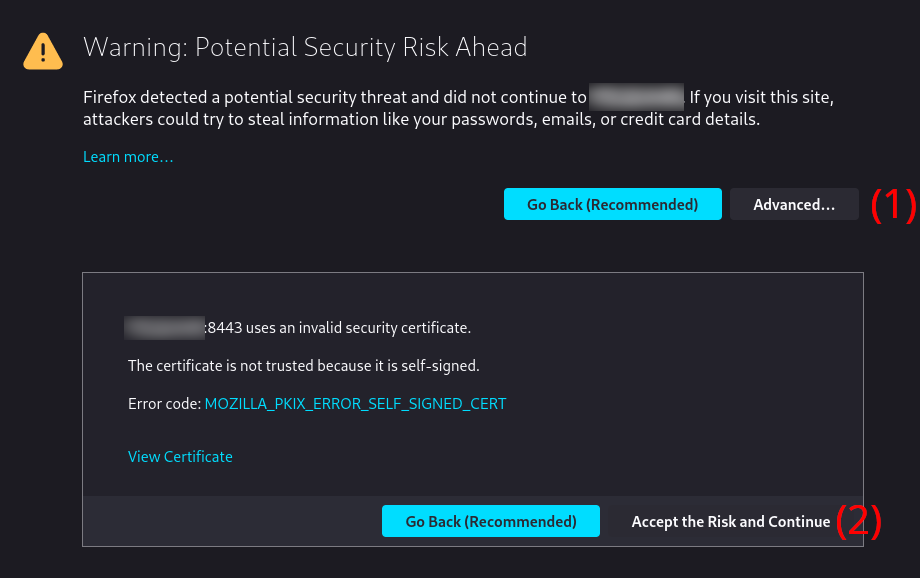 Warning: Potential Security Risk Ahead
Firefox detected a potential security threat and did not continue to . If you visit this site,
attackers could try to steal information like your passwords, emails, or credit card details.
Learn more…
Go Back (Recommended)
Advanced…
(1)
:8443 uses an invalid security certificate.
The certificate is not trusted because it is self-signed.
Error code: MOZILLA_PKIX_ERROR_SELF_SIGNED_CERT
View Certificate
Go Back (Recommended)
Accept the Risk and Continue
(2)